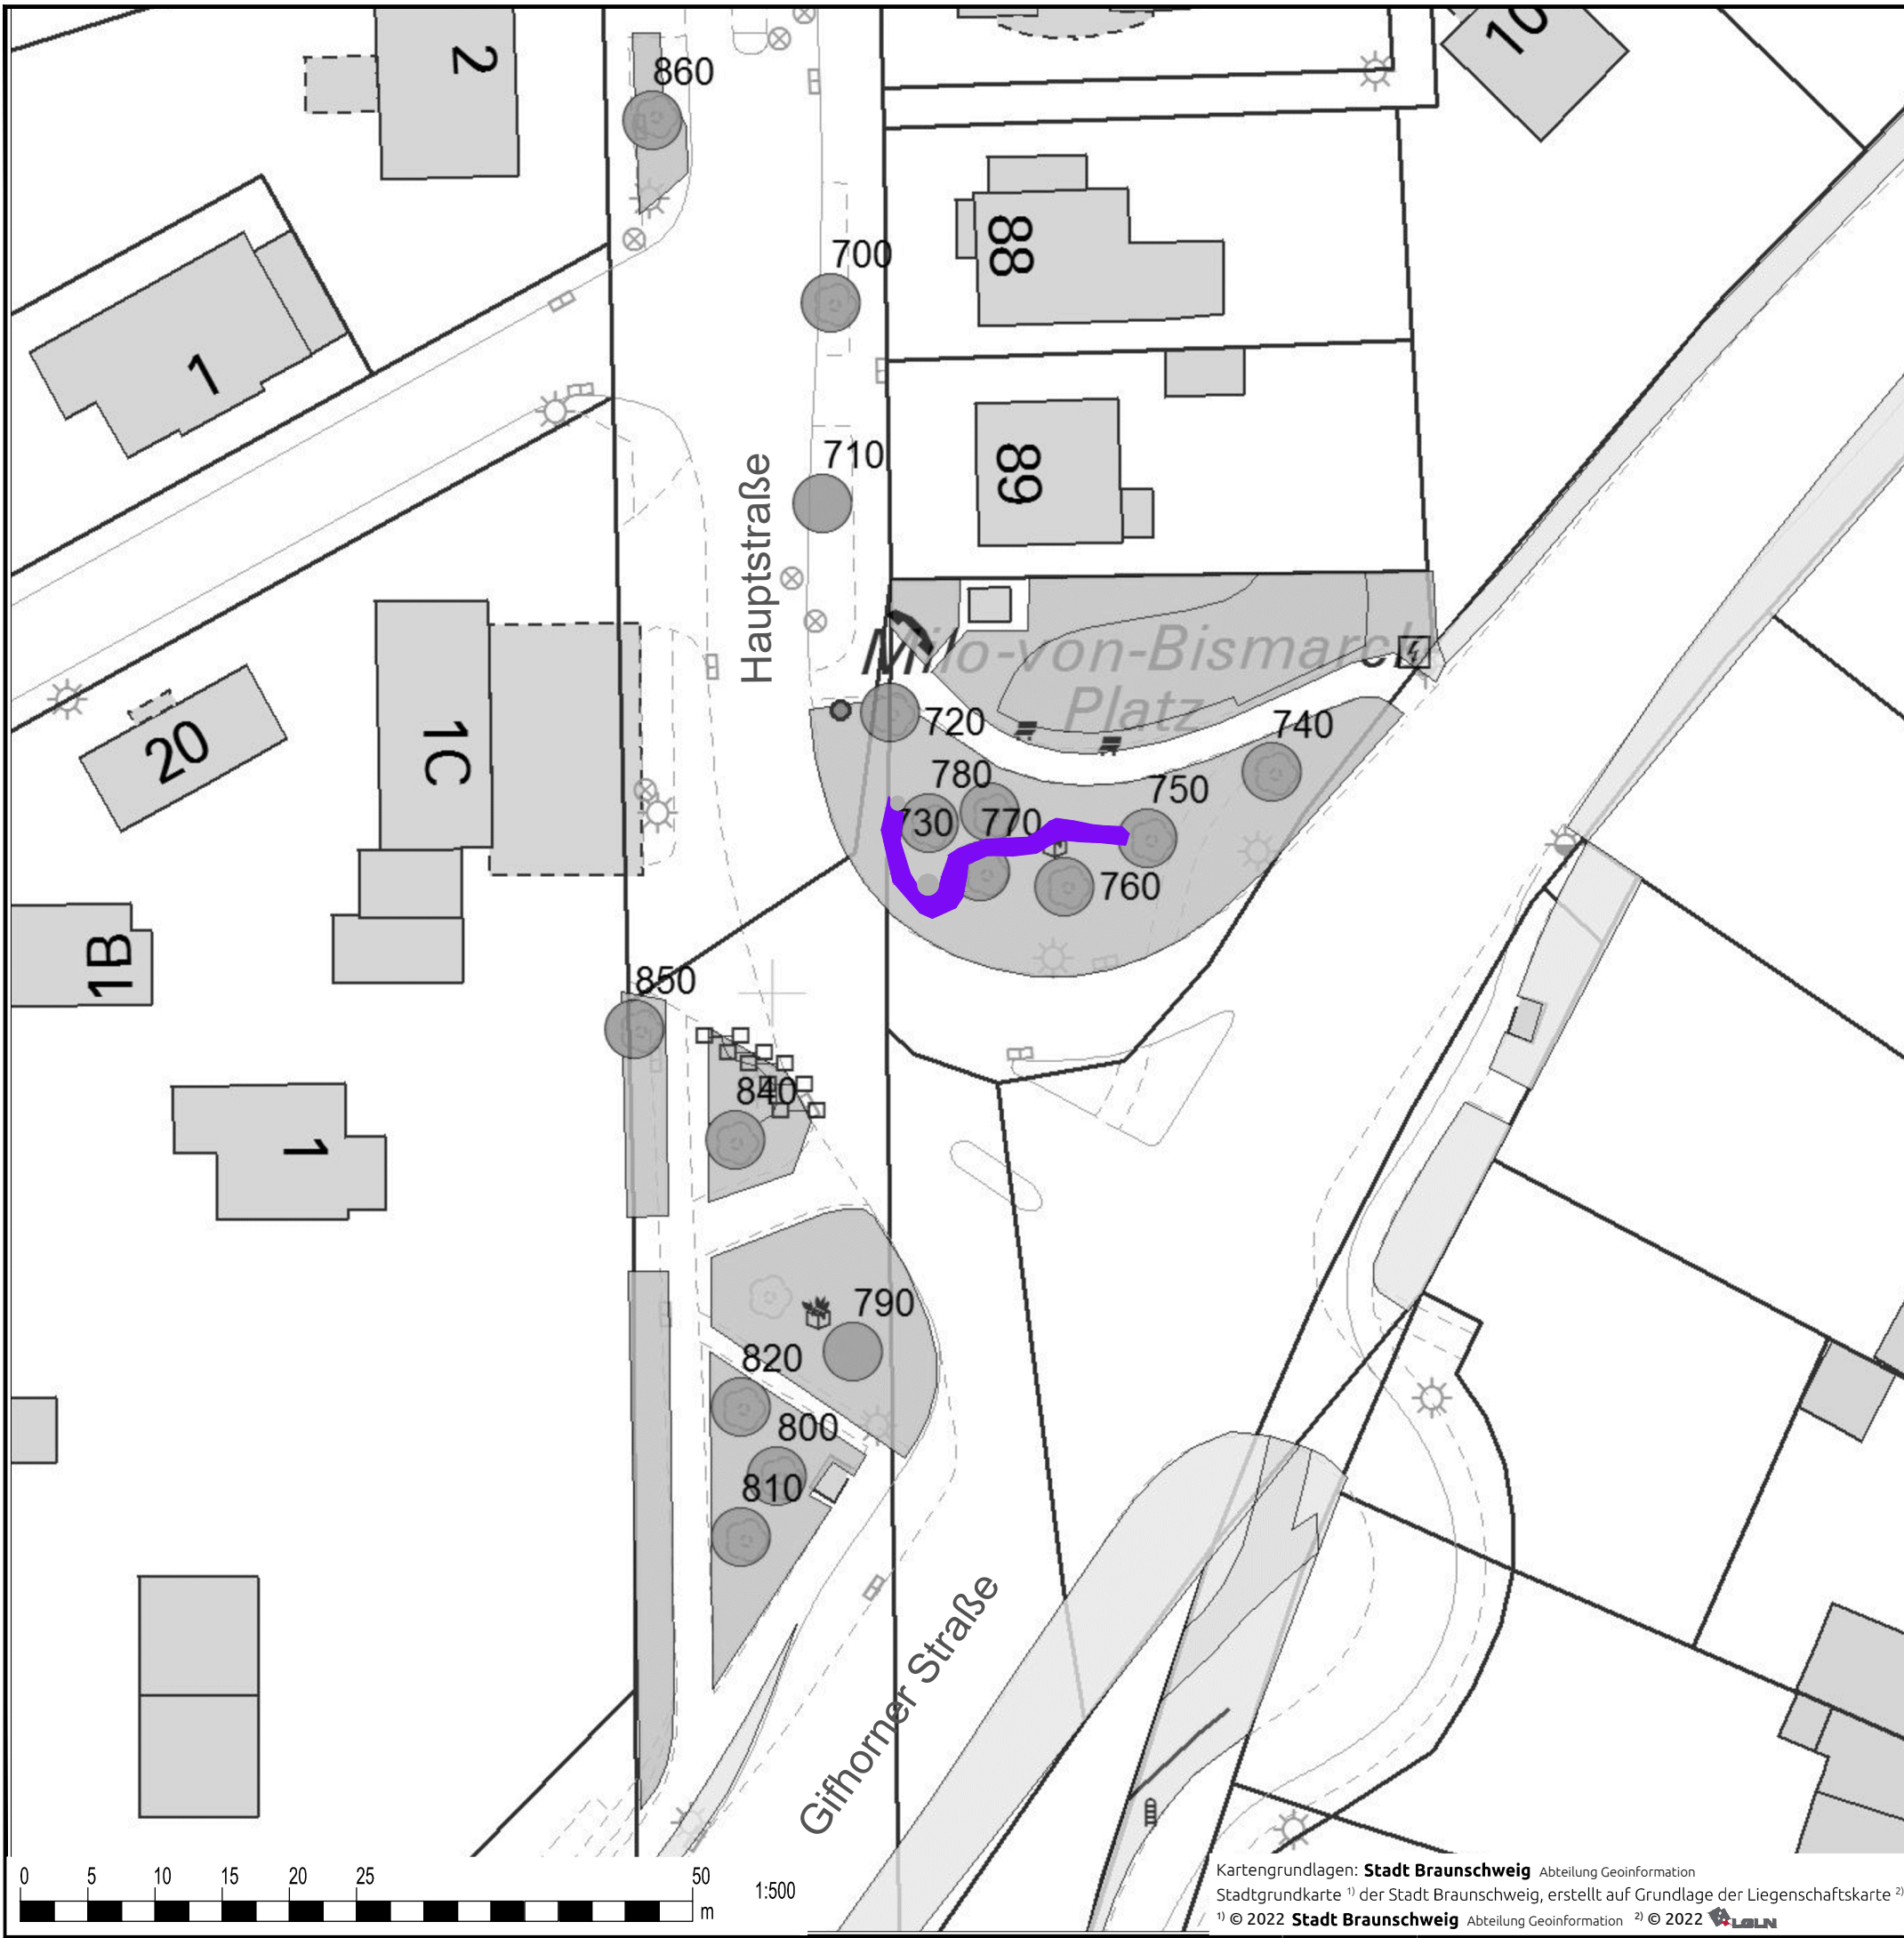 2
860
10
700
88
1
710
89
Hauptstraße
Milo-von-Bismarck
Platz
720
740
780
750
730
770
760
20
1C
1B
850
840
1
790
820
800
810
Gifhorner Straße
0 5 10 15 20 25 50
m
1:500
Kartengrundlagen: Stadt Braunschweig Abteilung Geoinformation
Stadtgrundkarte 1) der Stadt Braunschweig, erstellt auf Grundlage der Liegenschaftskarte 2)
1) © 2022 Stadt Braunschweig Abteilung Geoinformation 2) © 2022 LGLN